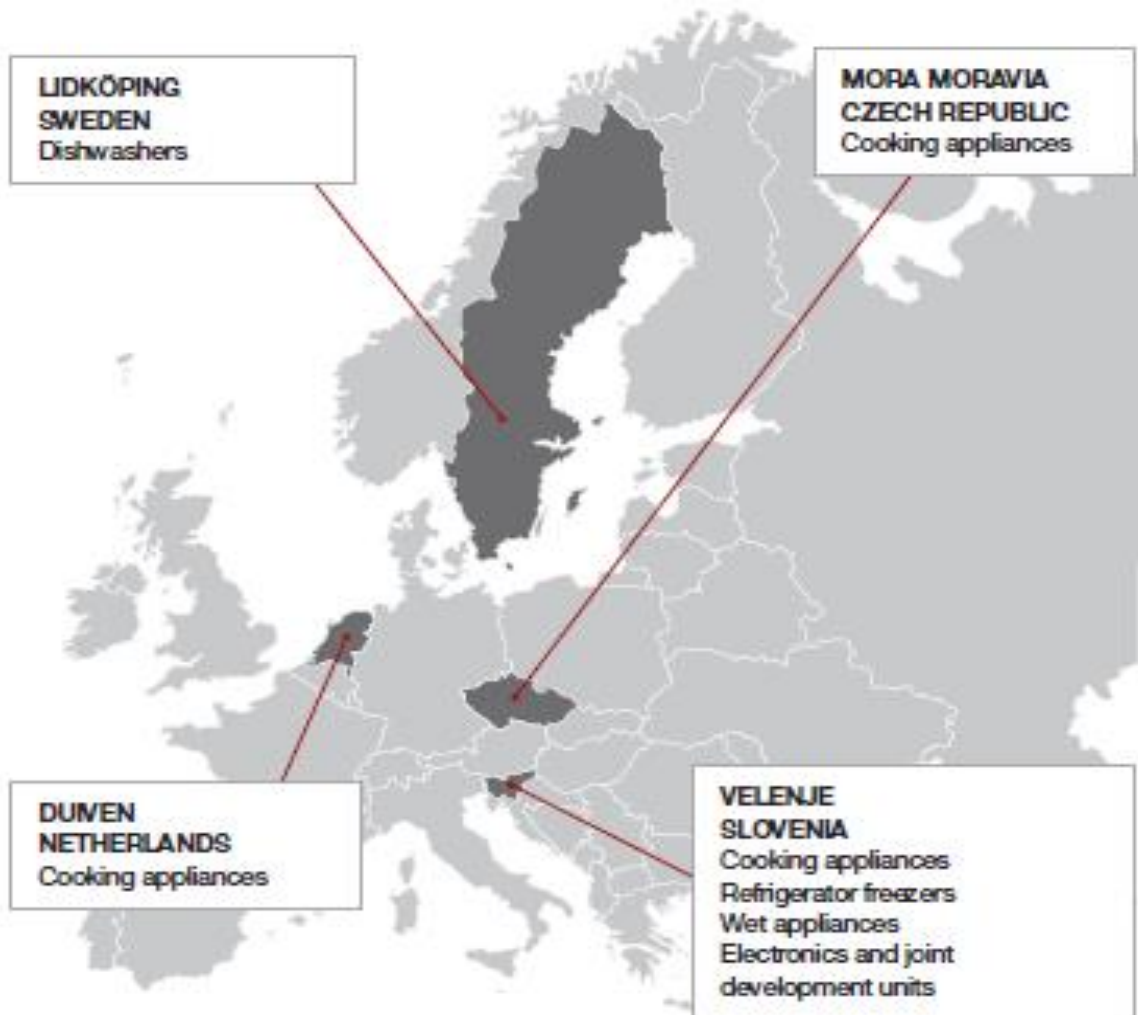 LIDKÖPING
SWEDEN
Dishwashers
MORA MORAVIA
CZECH REPUBLIC
Cooking appliances
DUIVEN
NETHERLANDS
Cooking appliances
VELENJE
SLOVENIA
Cooking appliances
Refrigerator freezers
Wet appliances
Electronics and joint
development units